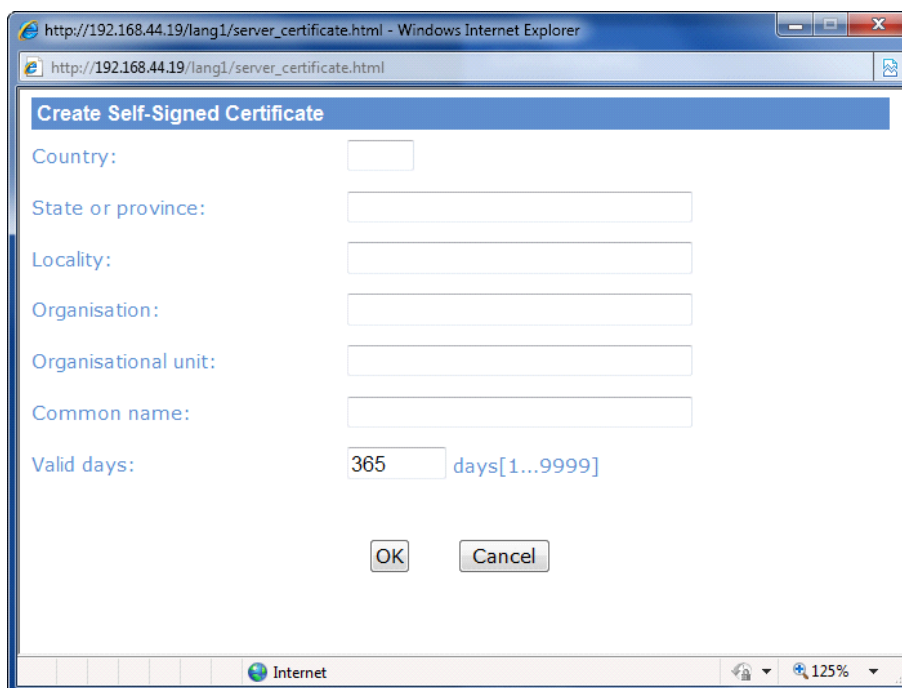 http://192.168.44.19/lang1/server_certificate.html - Windows Internet Explorer
http://192.168.44.19/lang1/server_certificate.html
Create Self-Signed Certificate
Country:
State or province:
Locality:
Organisation:
Organisational unit:
Common name:
Valid days: 365 days[1...9999]
OK Cancel
Internet 125%